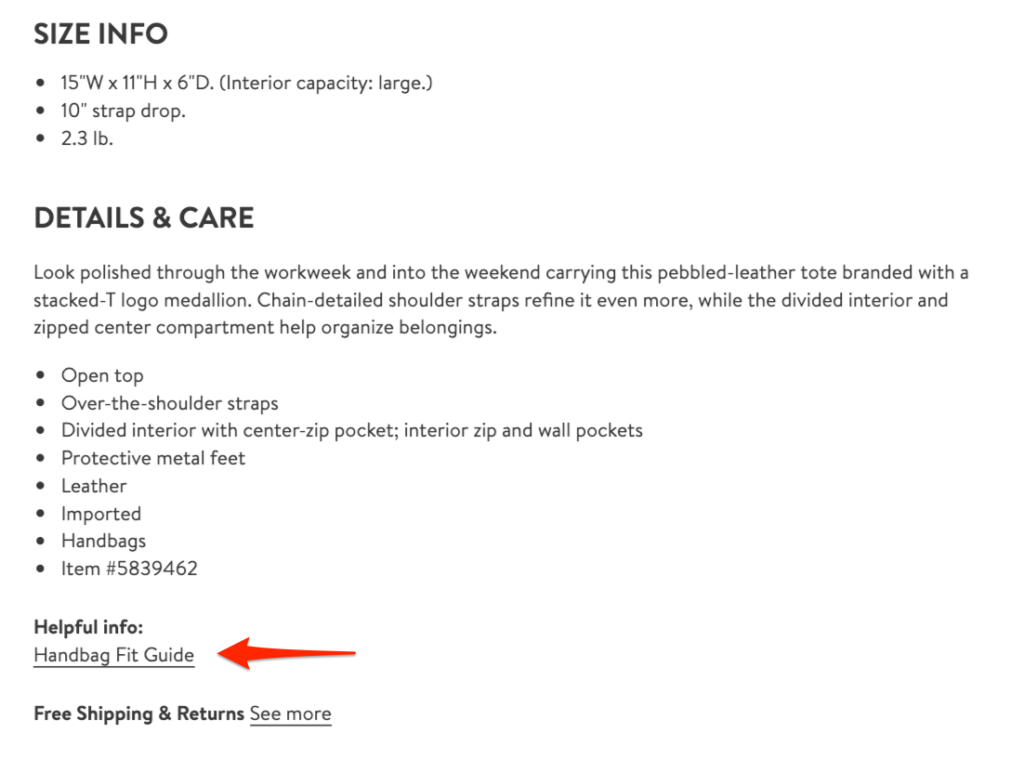 SIZE INFO
• 15"W x 11"H x 6"D. (Interior capacity: large.)
• 10" strap drop.
• 2.3 lb.
DETAILS & CARE
Look polished through the workweek and into the weekend carrying this pebbled-leather tote branded with a
stacked-T logo medallion. Chain-detailed shoulder straps refine it even more, while the divided interior and
zipped center compartment help organize belongings.
• Open top
• Over-the-shoulder straps
• Divided interior with center-zip pocket; interior zip and wall pockets
• Protective metal feet
• Leather
• Imported
• Handbags
• Item #5839462
Helpful info:
Handbag Fit Guide
Free Shipping & Returns See more